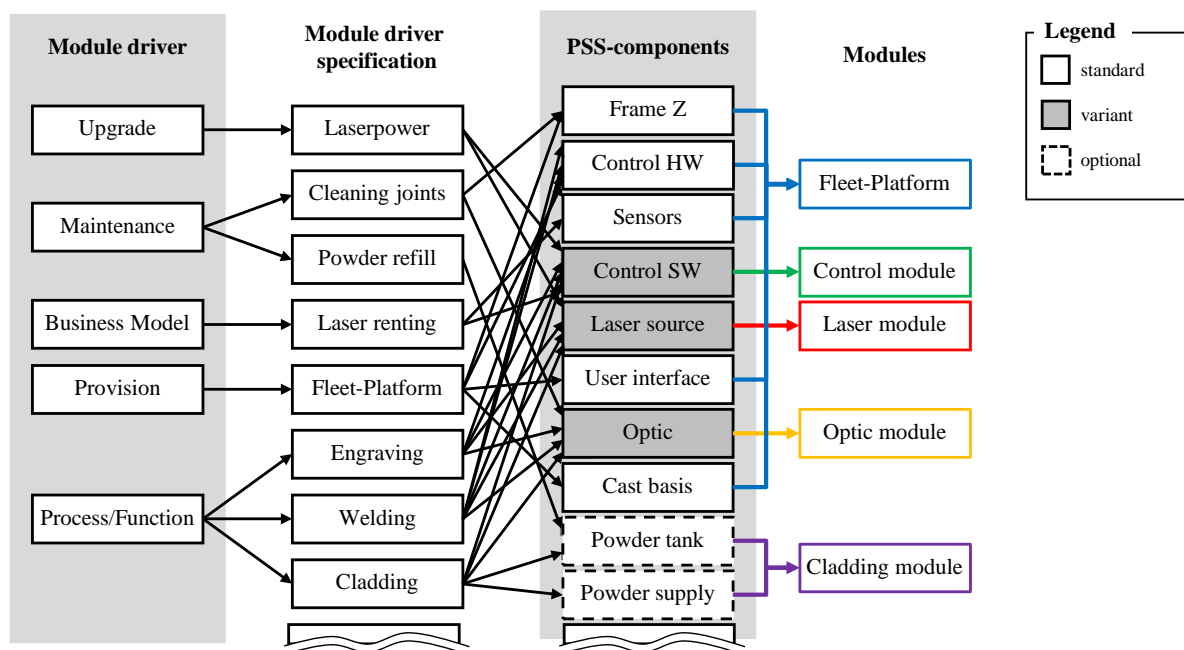 Module driver
Module driver
specification
PSS-components
Modules
Legend
standard
variant
optional
Upgrade
Maintenance
Business Model
Provision
Process/Function
Laserpower
Cleaning joints
Powder refill
Laser renting
Fleet-Platform
Engraving
Welding
Cladding
Frame Z
Control HW
Sensors
Control SW
Laser source
User interface
Optic
Cast basis
Powder tank
Powder supply
Fleet-Platform
Control module
Laser module
Optic module
Cladding module